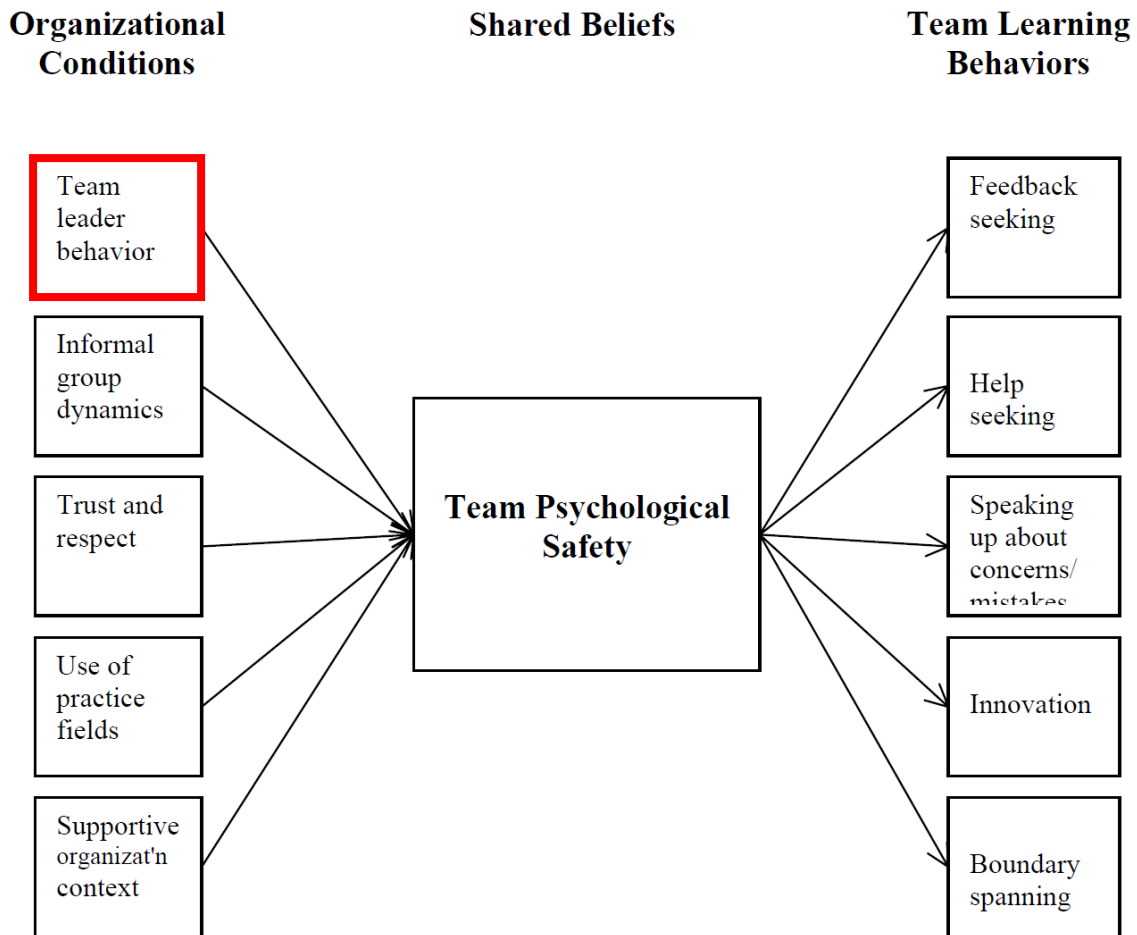 Organizational
Conditions
Shared Beliefs
Team Learning
Behaviors
Team
leader
behavior
Informal
group
dynamics
Trust and
respect
Use of
practice
fields
Supportive
organizat'n
context
Team Psychological
Safety
Feedback
seeking
Help
seeking
Speaking
up about
concerns/
mistakes
Innovation
Boundary
spanning